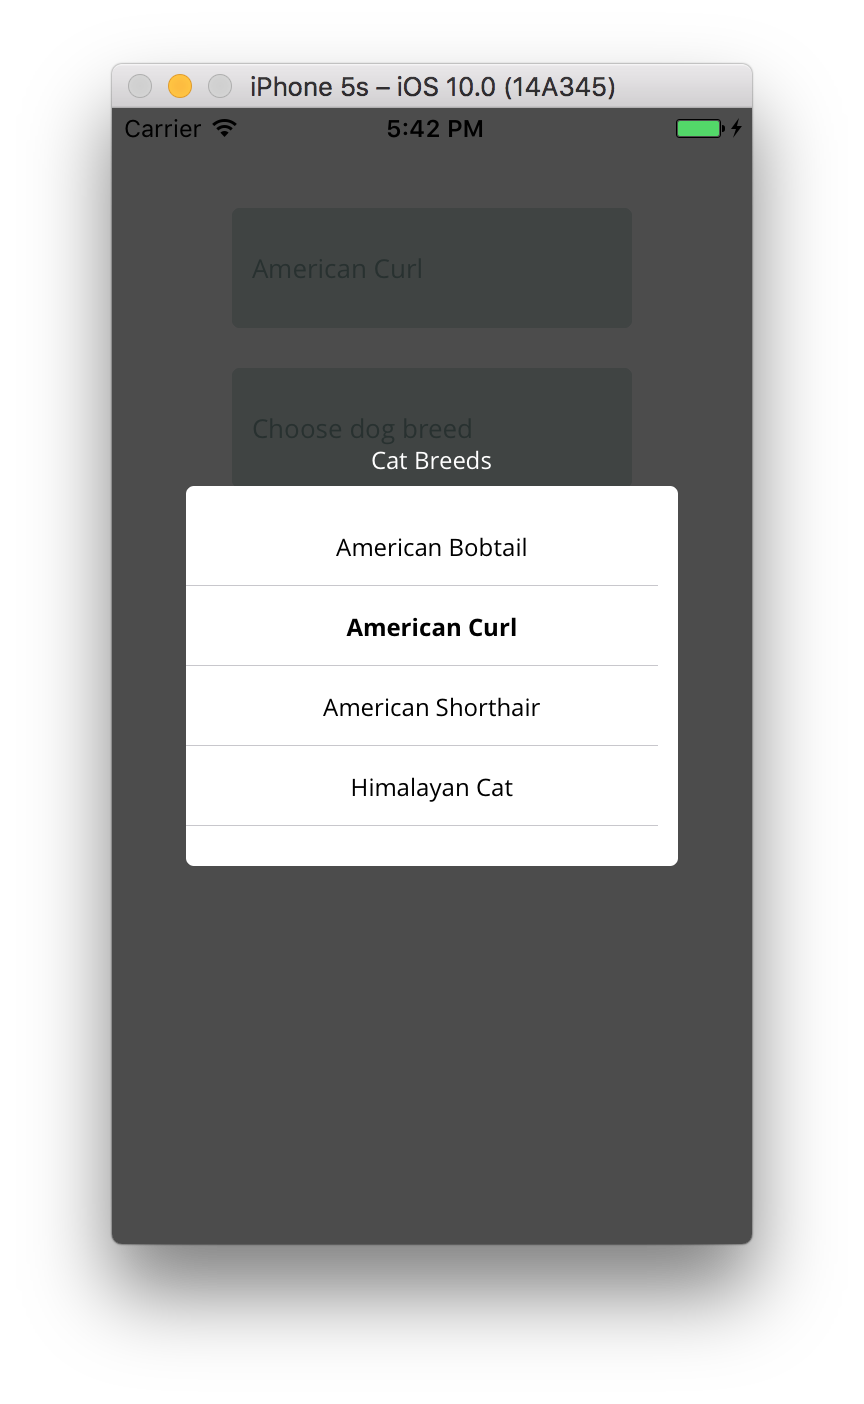 iPhone 5s – iOS 10.0 (14A345)
Carrier 5:42 PM
American Curl
Choose dog breed
Cat Breeds
American Bobtail
American Curl
American Shorthair
Himalayan Cat